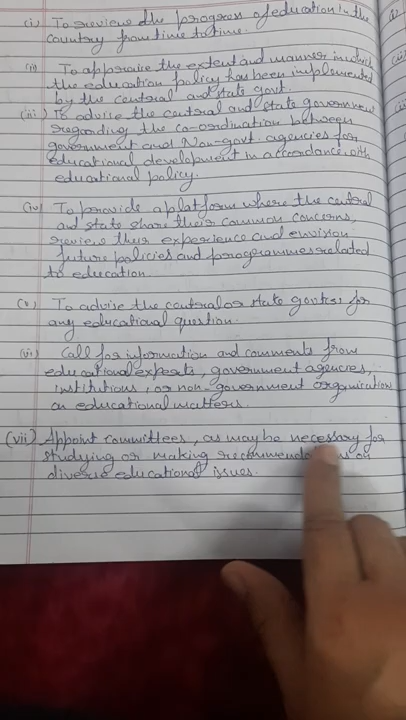 (i) To review the progress of education in the
country from time to time.
(ii) To appraise the extent and manner in which
the education policy has been implemented
by the central and state govt.
(iii) To advise the central and state government
regarding the co-ordination between
government and Non-govt. agencies for
educational development in accordance with
educational policy.
(iv) To provide a platform where the central
and state share their common concerns,
review their experience and envision
future policies and programmes related
to education.
(v) To advise the central or state govt for
any educational question.
(vi) Call for information and comments from
educational experts, government agencies,
institutions, or non-government organisation
on educational matters.
(vii) Appoint committees, as may be necessary for
studying or making on
diverse educational issues.